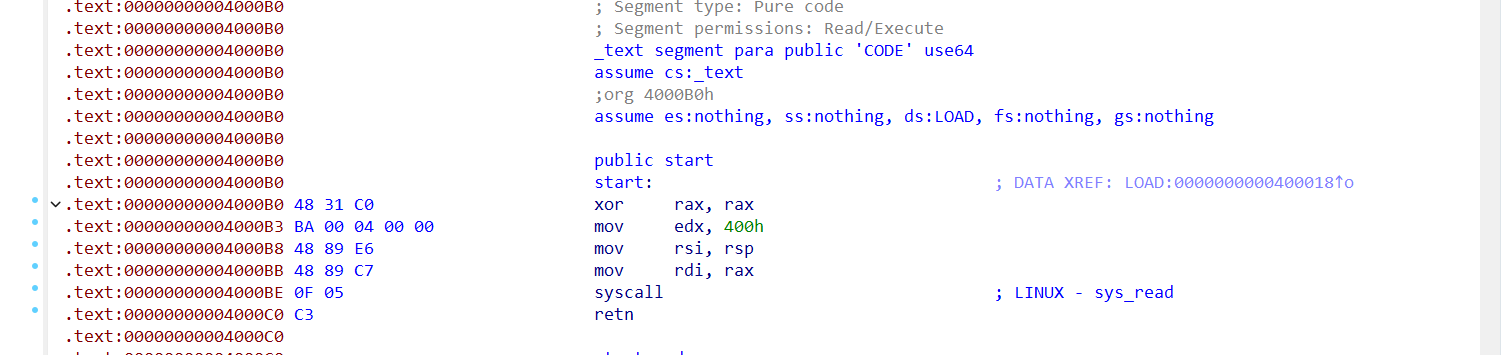 .text:00000000004000B0 ; Segment type: Pure code
.text:00000000004000B0 ; Segment permissions: Read/Execute
.text:00000000004000B0 _text segment para public 'CODE' use64
.text:00000000004000B0 assume cs:_text
.text:00000000004000B0 ;org 4000B0h
.text:00000000004000B0 assume es:nothing, ss:nothing, ds:LOAD, fs:nothing, gs:nothing
.text:00000000004000B0
.text:00000000004000B0 public start
.text:00000000004000B0 start: ; DATA XREF: LOAD:0000000000400018↑o
.text:00000000004000B0 48 31 C0 xor rax, rax
.text:00000000004000B3 BA 00 04 00 00 mov edx, 400h
.text:00000000004000B8 48 89 E6 mov rsi, rsp
.text:00000000004000BB 48 89 C7 mov rdi, rax
.text:00000000004000BE 0F 05 syscall ; LINUX - sys_read
.text:00000000004000C0 C3 retn
.text:00000000004000C0